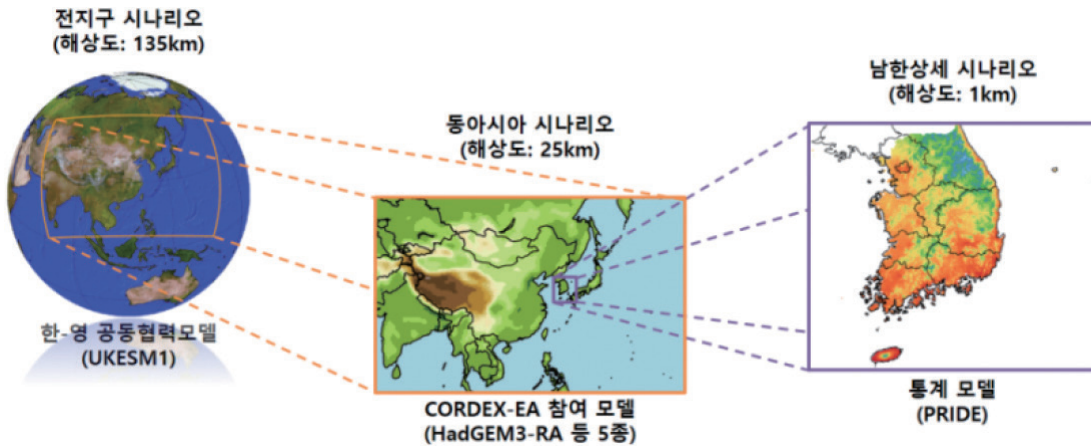 전지구 시나리오
(해상도: 135km)
한-영 공동협력모델
(UKESM1)
동아시아 시나리오
(해상도: 25km)
CORDEX-EA 참여 모델
(HadGEM3-RA 등 5종)
남한상세 시나리오
(해상도: 1km)
통계 모델
(PRIDE)